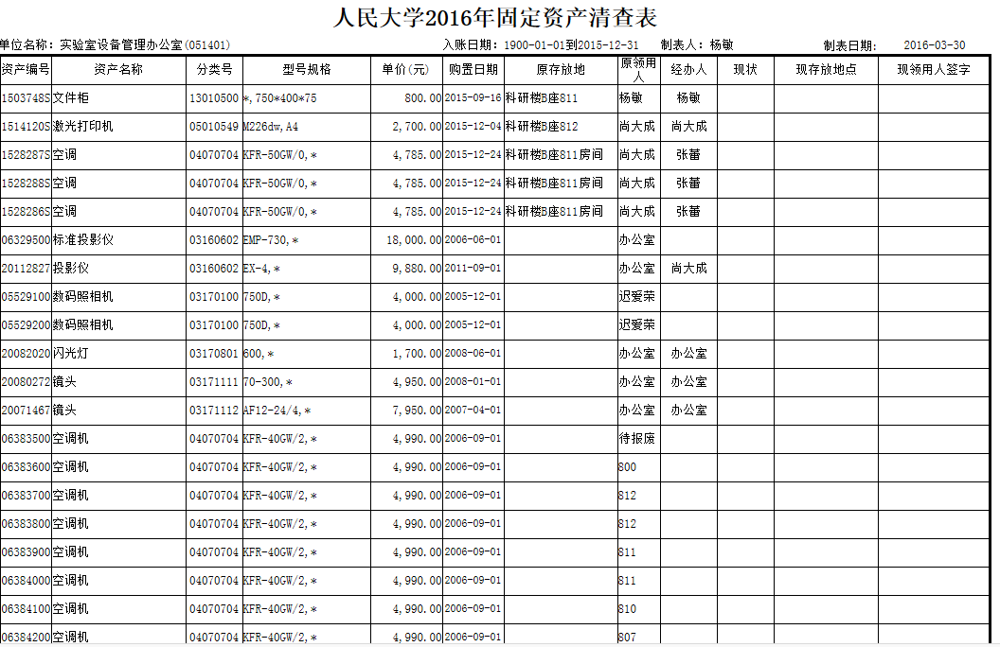 人民大学2016年固定资产清查表
单位名称：实验室设备管理办公室(051401) 入账日期：1900-01-01到2015-12-31 制表人：杨敏 制表日期： 2016-03-30
资产编号 资产名称 分类号 型号规格 单价(元) 购置日期 原存放地 原领用人 经办人 现状 现存放地点 现领用人签字
1503748S 文件柜 13010500 *,750*400*75 800.00 2015-09-16 科研楼B座811 杨敏 杨敏
1514120S 激光打印机 05010549 M226dw,A4 2,700.00 2015-12-04 科研楼B座812 尚大成 尚大成
1528287S 空调 04070704 KFR-50GW/0,* 4,785.00 2015-12-24 科研楼B座811房间 尚大成 张蕾
1528288S 空调 04070704 KFR-50GW/0,* 4,785.00 2015-12-24 科研楼B座811房间 尚大成 张蕾
1528286S 空调 04070704 KFR-50GW/0,* 4,785.00 2015-12-24 科研楼B座811房间 尚大成 张蕾
06329500 标准投影仪 03160602 EMP-730,* 18,000.00 2006-06-01 办公室
20112827 投影仪 03160602 EX-4,* 9,880.00 2011-09-01 办公室 尚大成
05529100 数码照相机 03170100 750D,* 4,000.00 2005-12-01 迟爱荣
05529200 数码照相机 03170100 750D,* 4,000.00 2005-12-01 迟爱荣
20082020 闪光灯 03170801 600,* 1,700.00 2008-06-01 办公室 办公室
20080272 镜头 03171111 70-300,* 4,950.00 2008-01-01 办公室 办公室
20071467 镜头 03171112 AF12-24/4,* 7,950.00 2007-04-01 办公室 办公室
06383500 空调机 04070704 KFR-40GW/2,* 4,990.00 2006-09-01 待报废
06383600 空调机 04070704 KFR-40GW/2,* 4,990.00 2006-09-01 800
06383700 空调机 04070704 KFR-40GW/2,* 4,990.00 2006-09-01 812
06383800 空调机 04070704 KFR-40GW/2,* 4,990.00 2006-09-01 812
06383900 空调机 04070704 KFR-40GW/2,* 4,990.00 2006-09-01 811
06384000 空调机 04070704 KFR-40GW/2,* 4,990.00 2006-09-01 811
06384100 空调机 04070704 KFR-40GW/2,* 4,990.00 2006-09-01 810
06384200 空调机 04070704 KFR-40GW/2,* 4,990.00 2006-09-01 807